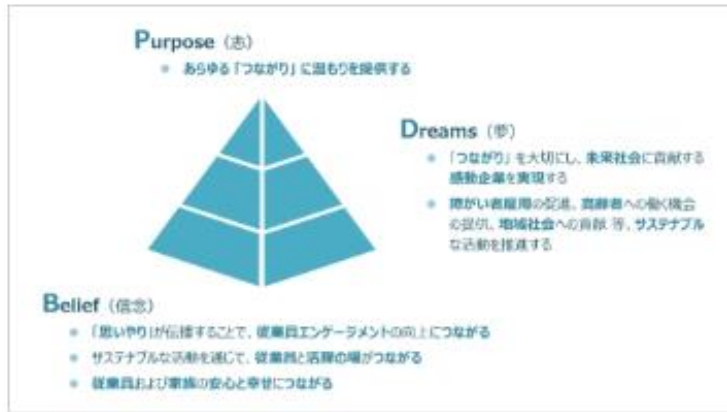 Purpose（志）
● あらゆる「つながり」に温もりを提供する
Dreams（夢）
● 「つながり」を大切にし、未来社会に貢献する
感動企業を実現する
● 障がい者雇用の促進、高齢者への働く機会
の提供、地域社会への貢献 等、サステナブル
な活動を推進する
Belief（信念）
● 「思いやり」が伝播することで、従業員エンゲージメントの向上につながる
● サステナブルな活動を通じて、従業員と活躍の場がつながる
● 従業員および家族の安心と幸せにつながる